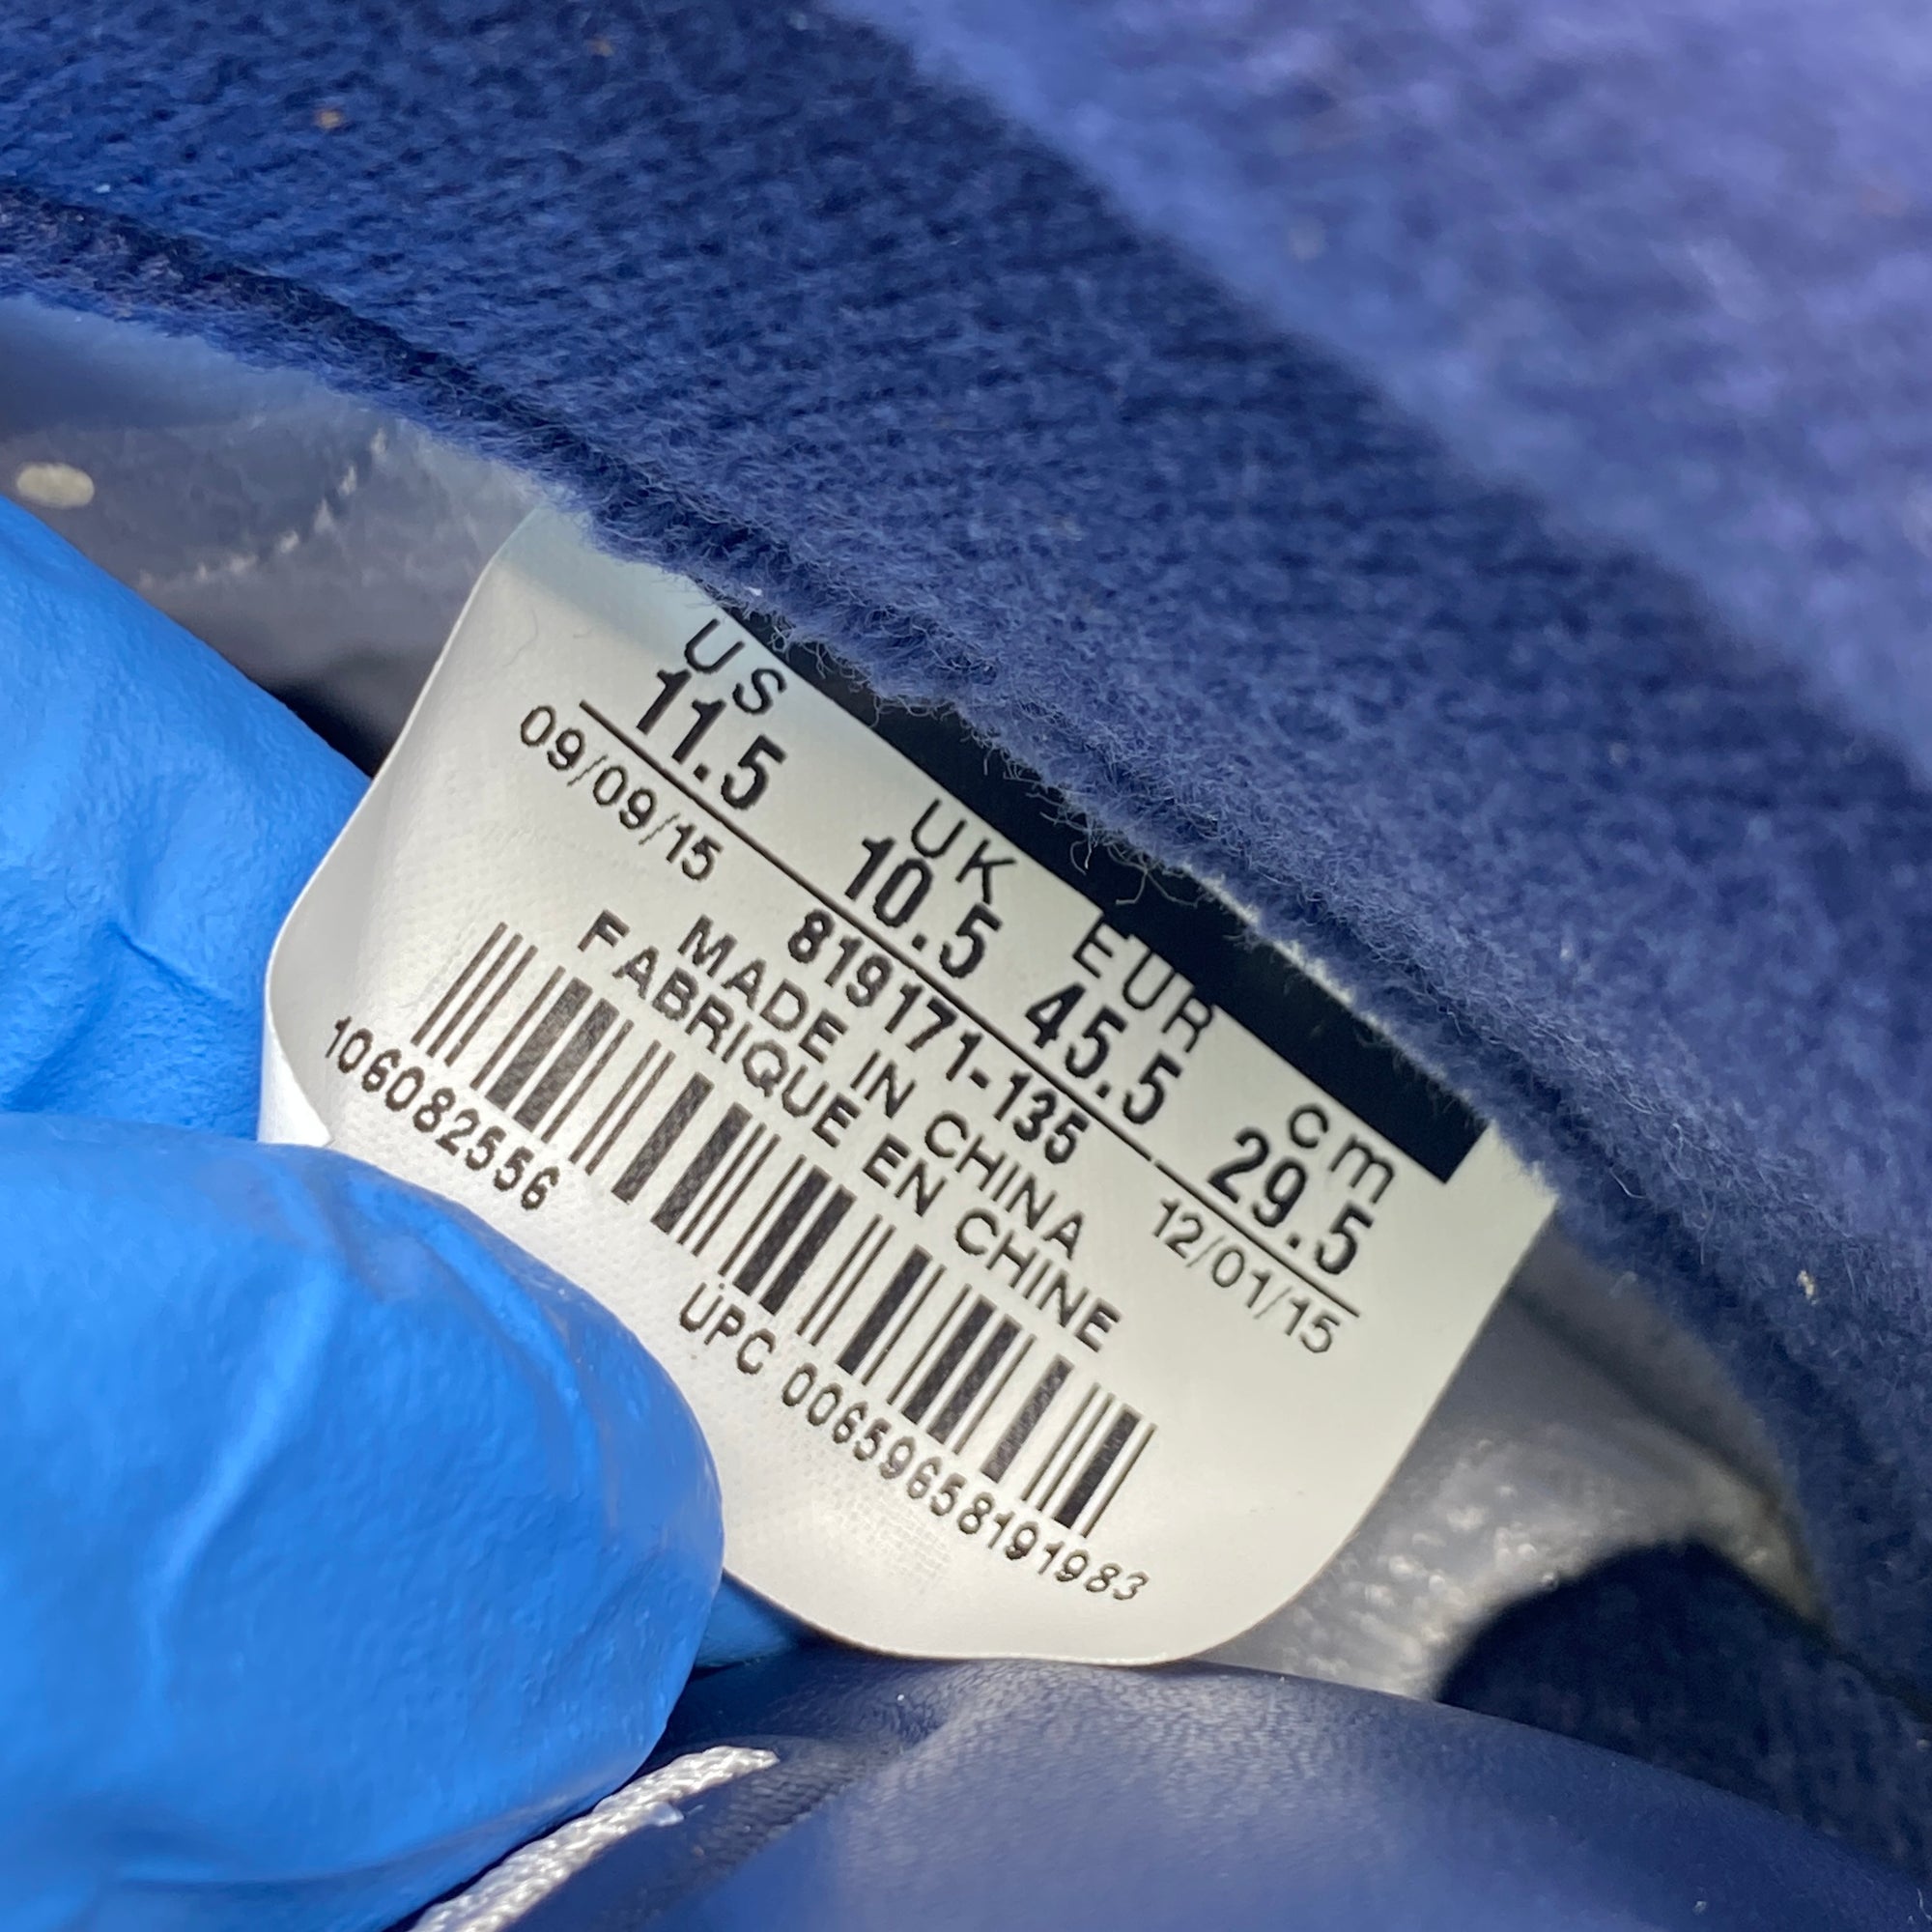 US UK EUR cm
11.5 10.5 45.5 29.5
09/09/15 819171-135 12/01/15
MADE IN CHINA
FABRIQUE EN CHINE
106082556 UPC 00659658191983